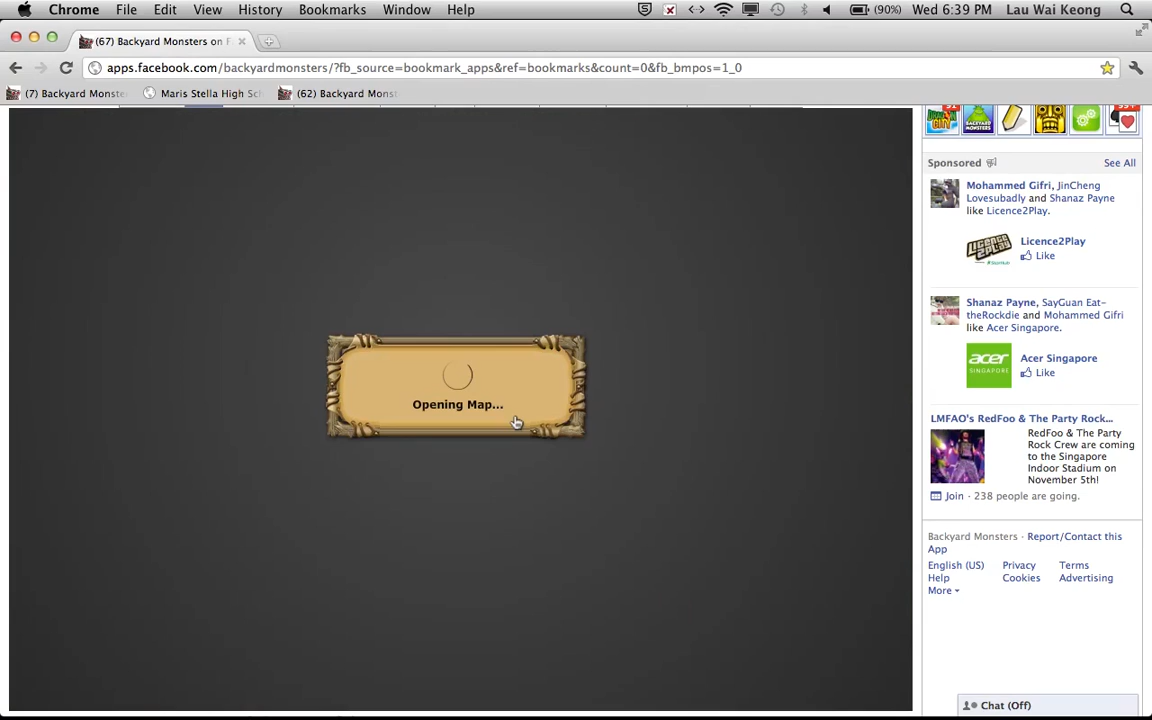 Chrome File Edit View History Bookmarks Window Help (90%) Wed 6:39 PM Lau Wai Keong
(67) Backyard Monsters on F
apps.facebook.com/backyardmonsters/?fb_source=bookmark_apps&ref=bookmarks&count=0&fb_bmpos=1_0
(7) Backyard Monste Maris Stella High Sc (62) Backyard Monst
Sponsored See All
Mohammed Gifri, JinCheng
Lovesubadly and Shanaz Payne
like Licence2Play.
Licence2Play
Like
Shanaz Payne, SayGuan Eat-
theRockdie and Mohammed Gifri
like Acer Singapore.
acer
SINGAPORE
Acer Singapore
Like
Opening Map...
LMFAO's RedFoo & The Party Rock...
RedFoo & The Party
Rock Crew are coming
to the Singapore
Indoor Stadium on
November 5th!
Join · 238 people are going.
Backyard Monsters · Report/Contact this
App
English (US) Privacy Terms
Help Cookies Advertising
More
Chat (Off)